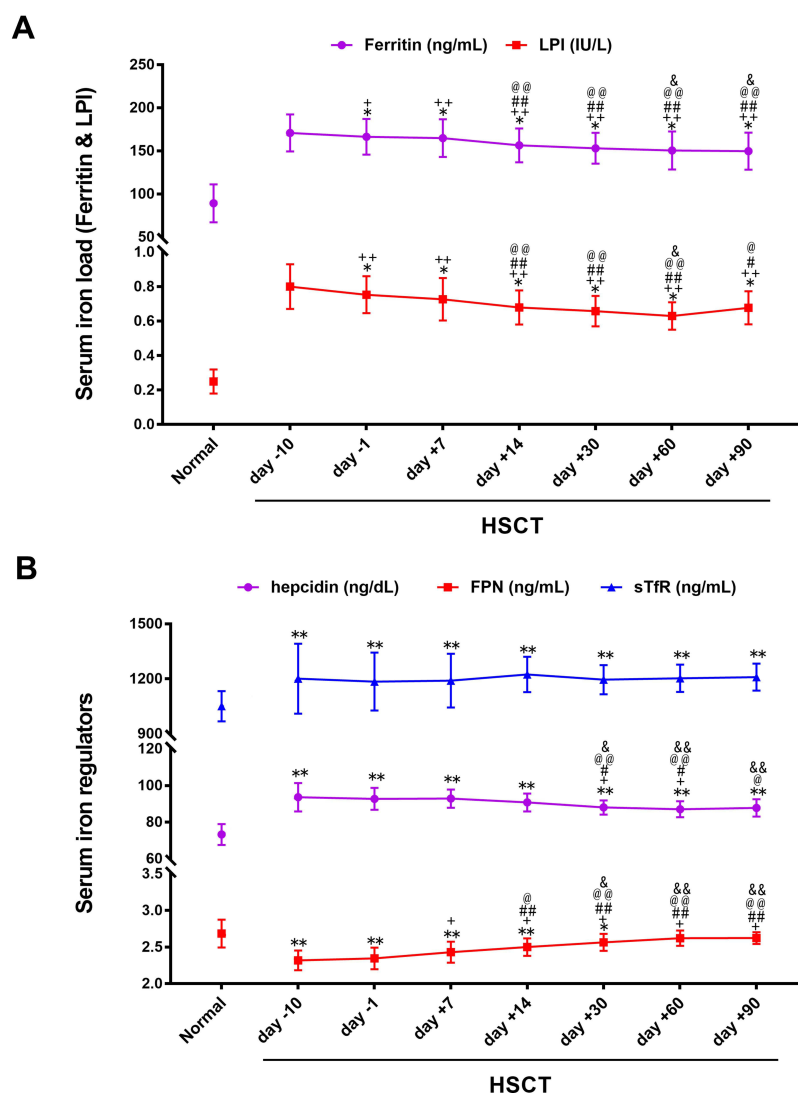 A
Ferritin (ng/mL) LPI (IU/L)
Serum iron load (Ferritin & LPI)
250
200
150
100
50
1.0
0.8
0.6
0.4
0.2
0.0
& &
@@ @@ @@ @@
## ## ## ##
+ ++ ++ ++ ++ ++
* * * * * *
&
@@ @@ @@ @
## ## ## #
++ ++ ++ ++ ++ ++
* * * * * *
Normal day -10 day -1 day +7 day +14 day +30 day +60 day +90
HSCT
B
hepcidin (ng/dL) FPN (ng/mL) sTfR (ng/mL)
Serum iron regulators
1500
1200
900
120
100
80
60
3.5
3.0
2.5
2.0
** ** ** ** ** ** **
& && &&
@@ @@ @
# #
+ +
** ** ** ** ** ** **
& && &&
@ @@ @@ @@
## ## ## ##
+ + + + +
** ** ** ** *
Normal day -10 day -1 day +7 day +14 day +30 day +60 day +90
HSCT